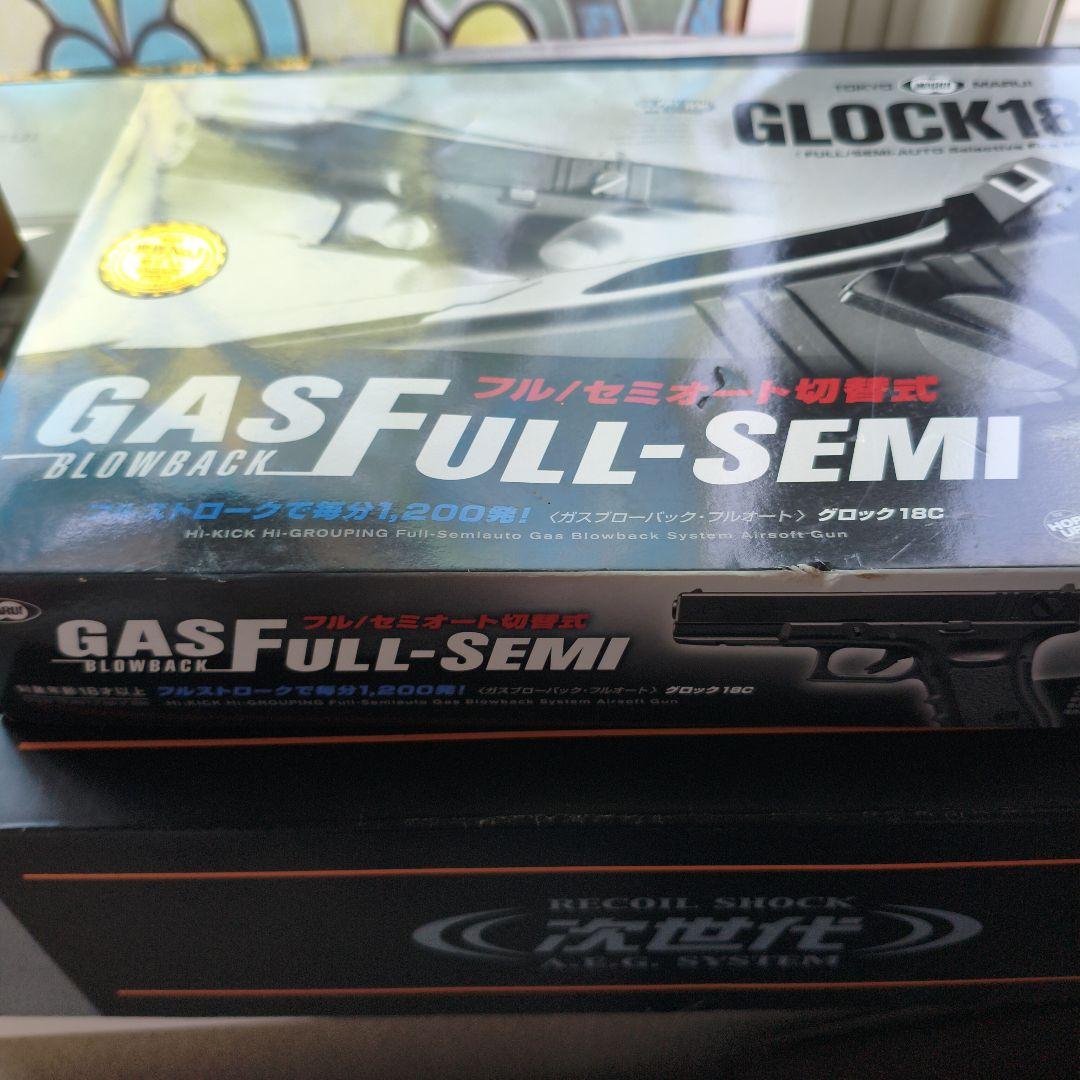 TOKYO MARUI MARUI
GLOCK18
FULL/SEMI-AUTO Selective Fire
フル/セミオート切替式
GAS FULL-SEMI
BLOWBACK
フルストロークで毎分1,200発! 〈ガスブローバック・フルオート〉 グロック18C
Hi-KICK Hi-GROUPING Full-Semiauto Gas Blowback System Airsoft Gun
MARUI
フル/セミオート切替式
GAS FULL-SEMI
BLOWBACK
対象年齢18才以上 フルストロークで毎分1,200発! 〈ガスブローバック・フルオート〉 グロック18C
Hi-KICK Hi-GROUPING Full-Semiauto Gas Blowback System Airsoft Gun
RECOIL SHOCK
次世代
A.E.G. SYSTEM